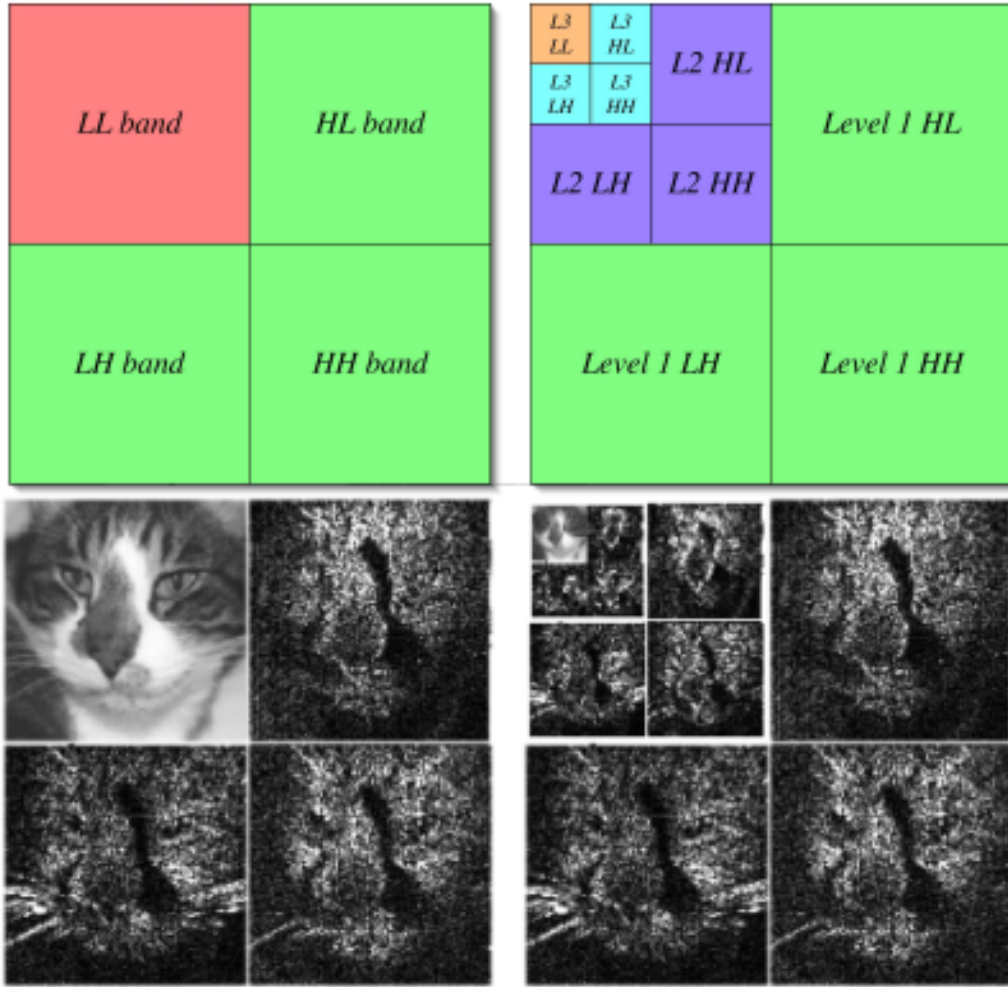 LL band
HL band
LH band
HH band
L3
LL
L3
HL
L3
LH
L3
HH
L2 HL
L2 LH
L2 HH
Level 1 HL
Level 1 LH
Level 1 HH